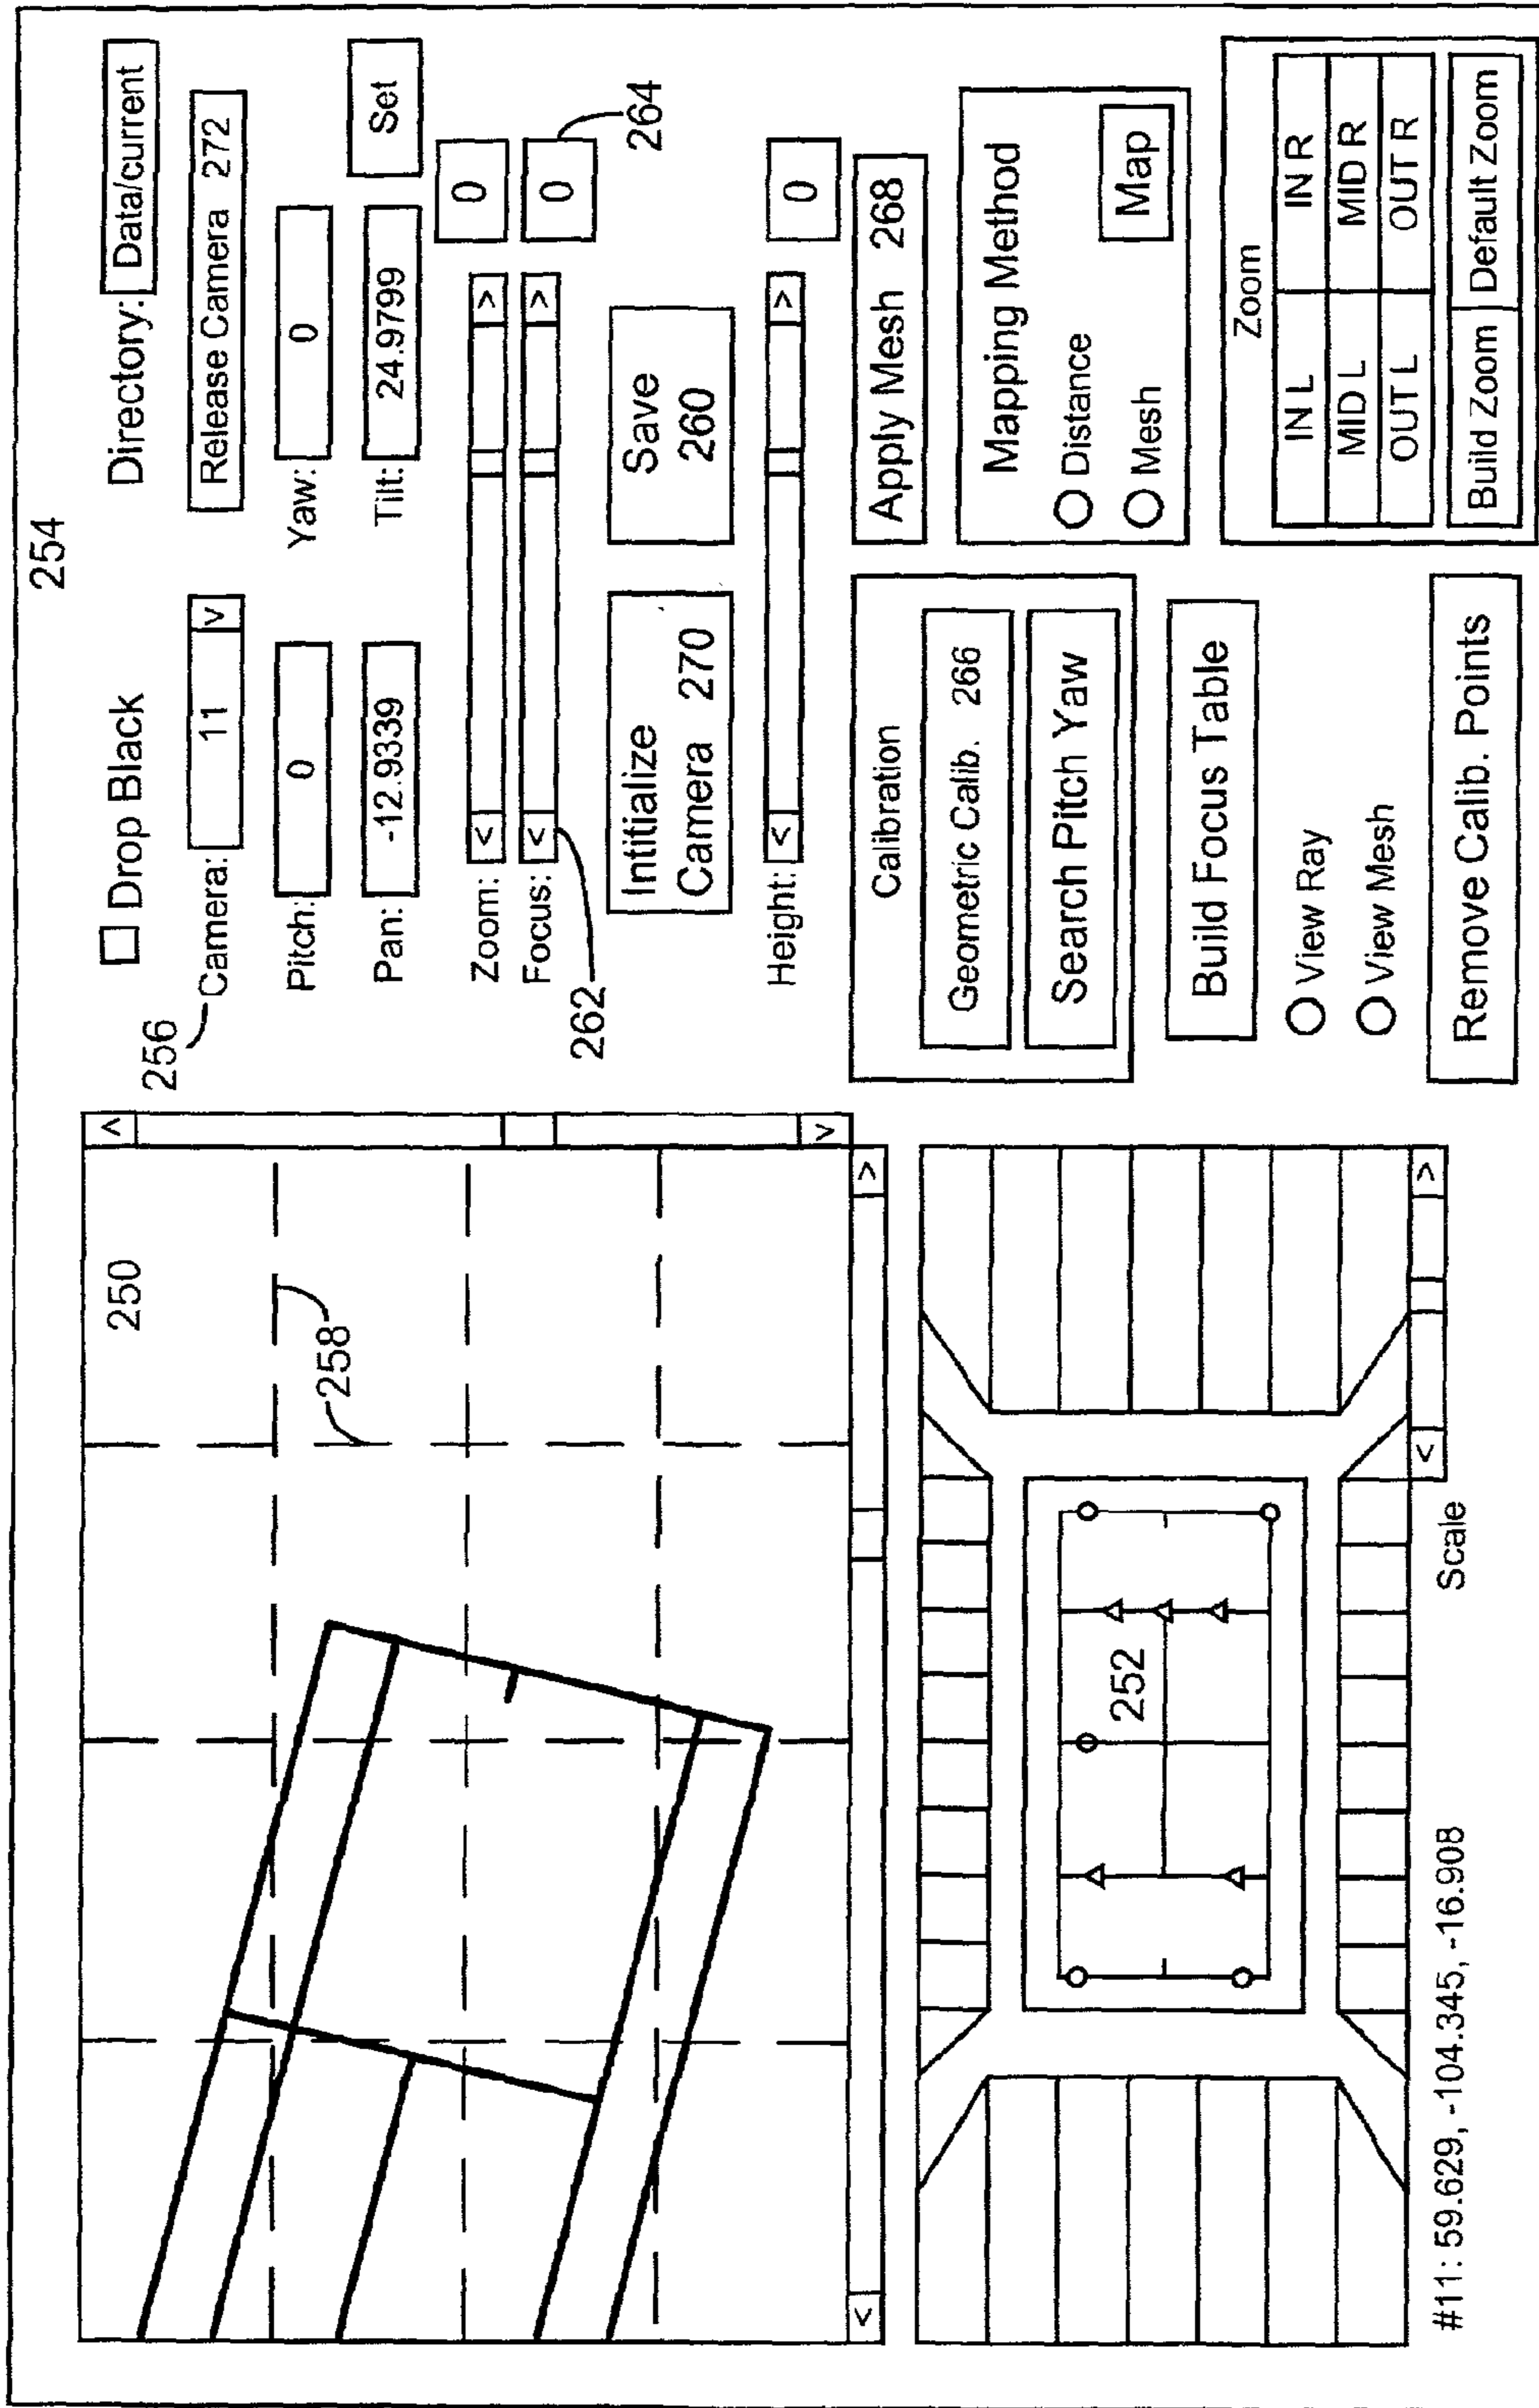 254
Drop Black
Directory: Data/current
256
Camera: 11 v
Release Camera 272
Pitch: 0
Yaw: 0
Pan: -12.9339
Tilt: 24.9799
Set
Zoom: < > 0
Focus: < > 0
262
264
Intitialize
Camera 270
Save
260
Height: < > 0
Calibration
Geometric Calib. 266
Search Pitch Yaw
Build Focus Table
View Ray
View Mesh
Remove Calib. Points
Apply Mesh 268
Mapping Method
Distance
Mesh
Map
Zoom
IN L IN R
MID L MID R
OUT L OUT R
Build Zoom Default Zoom
250
258
< >
252
Scale < >
#11: 59.629, -104.345, -16.908